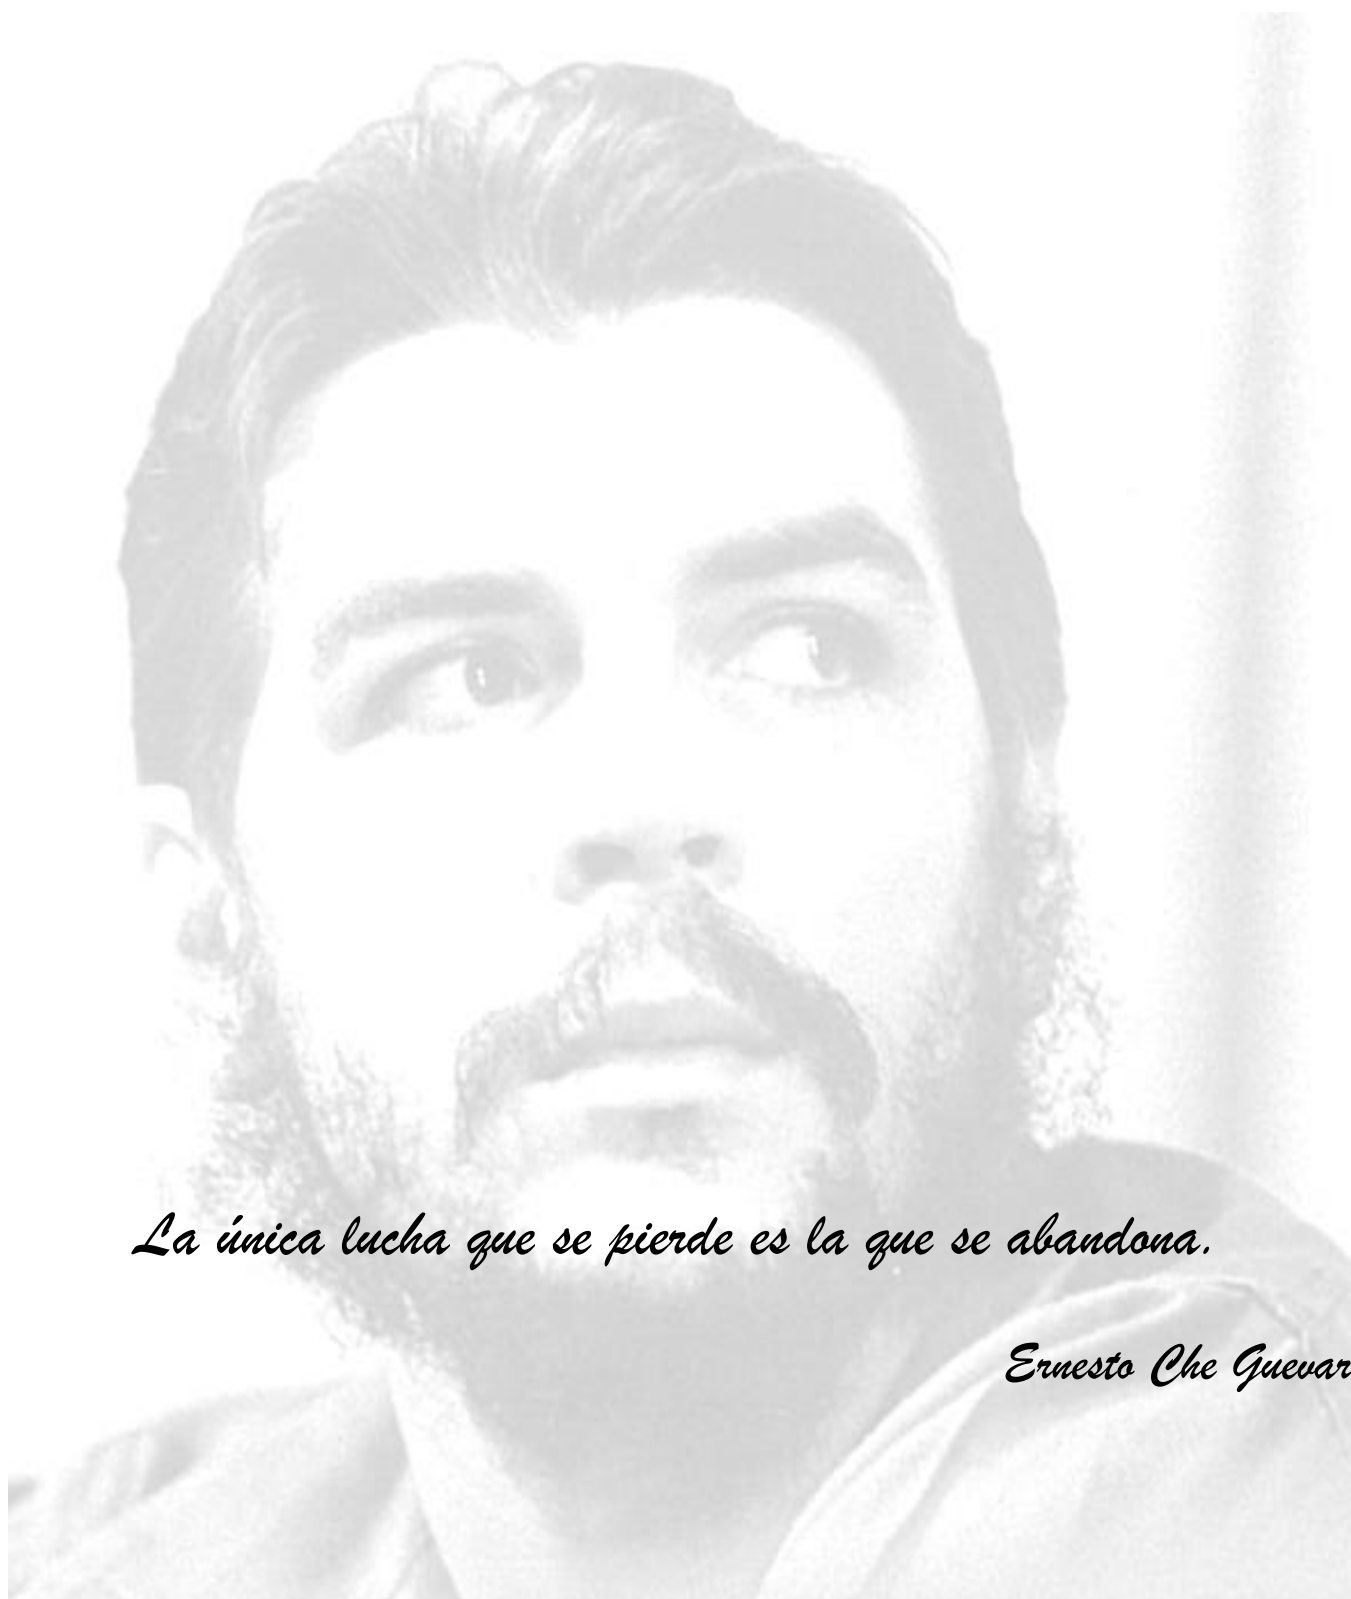 La única lucha que se pierde es la que se abandona.
Ernesto Che Guevar